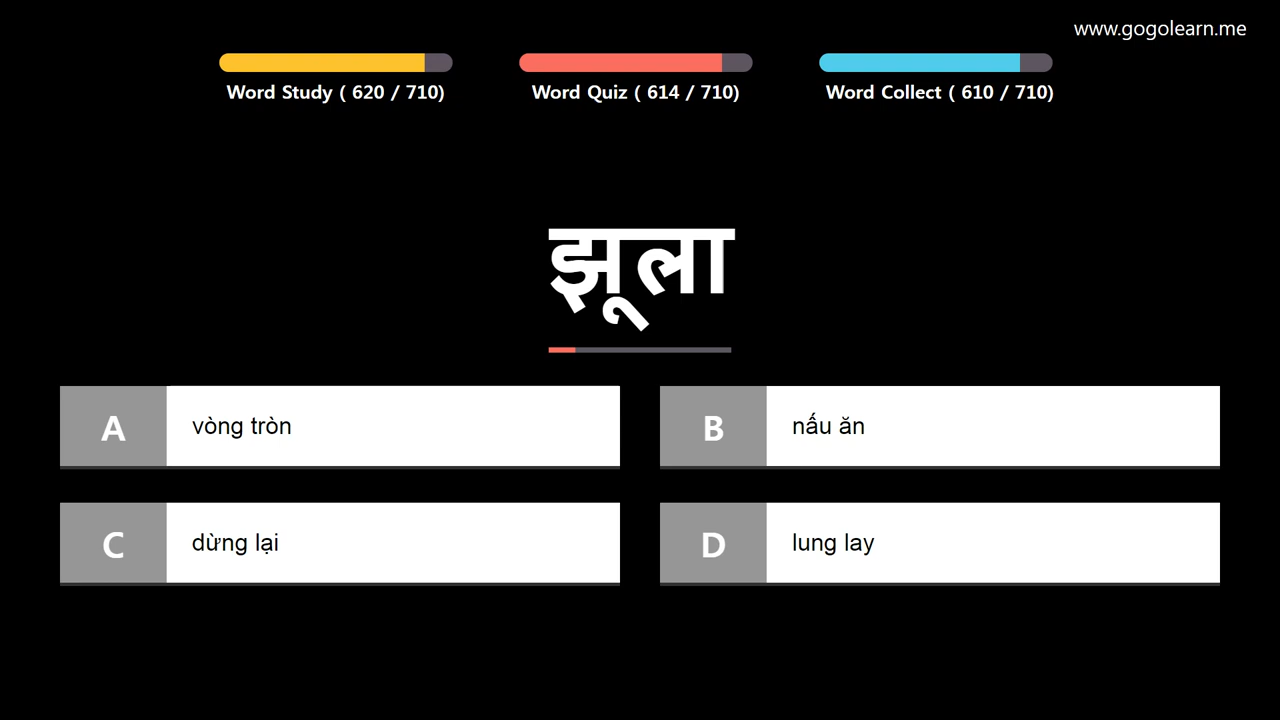 www.gogolearn.me
Word Study ( 620 / 710)
Word Quiz ( 614 / 710)
Word Collect ( 610 / 710)
झूला
A
vòng tròn
B
nấu ăn
C
dừng lại
D
lung lay